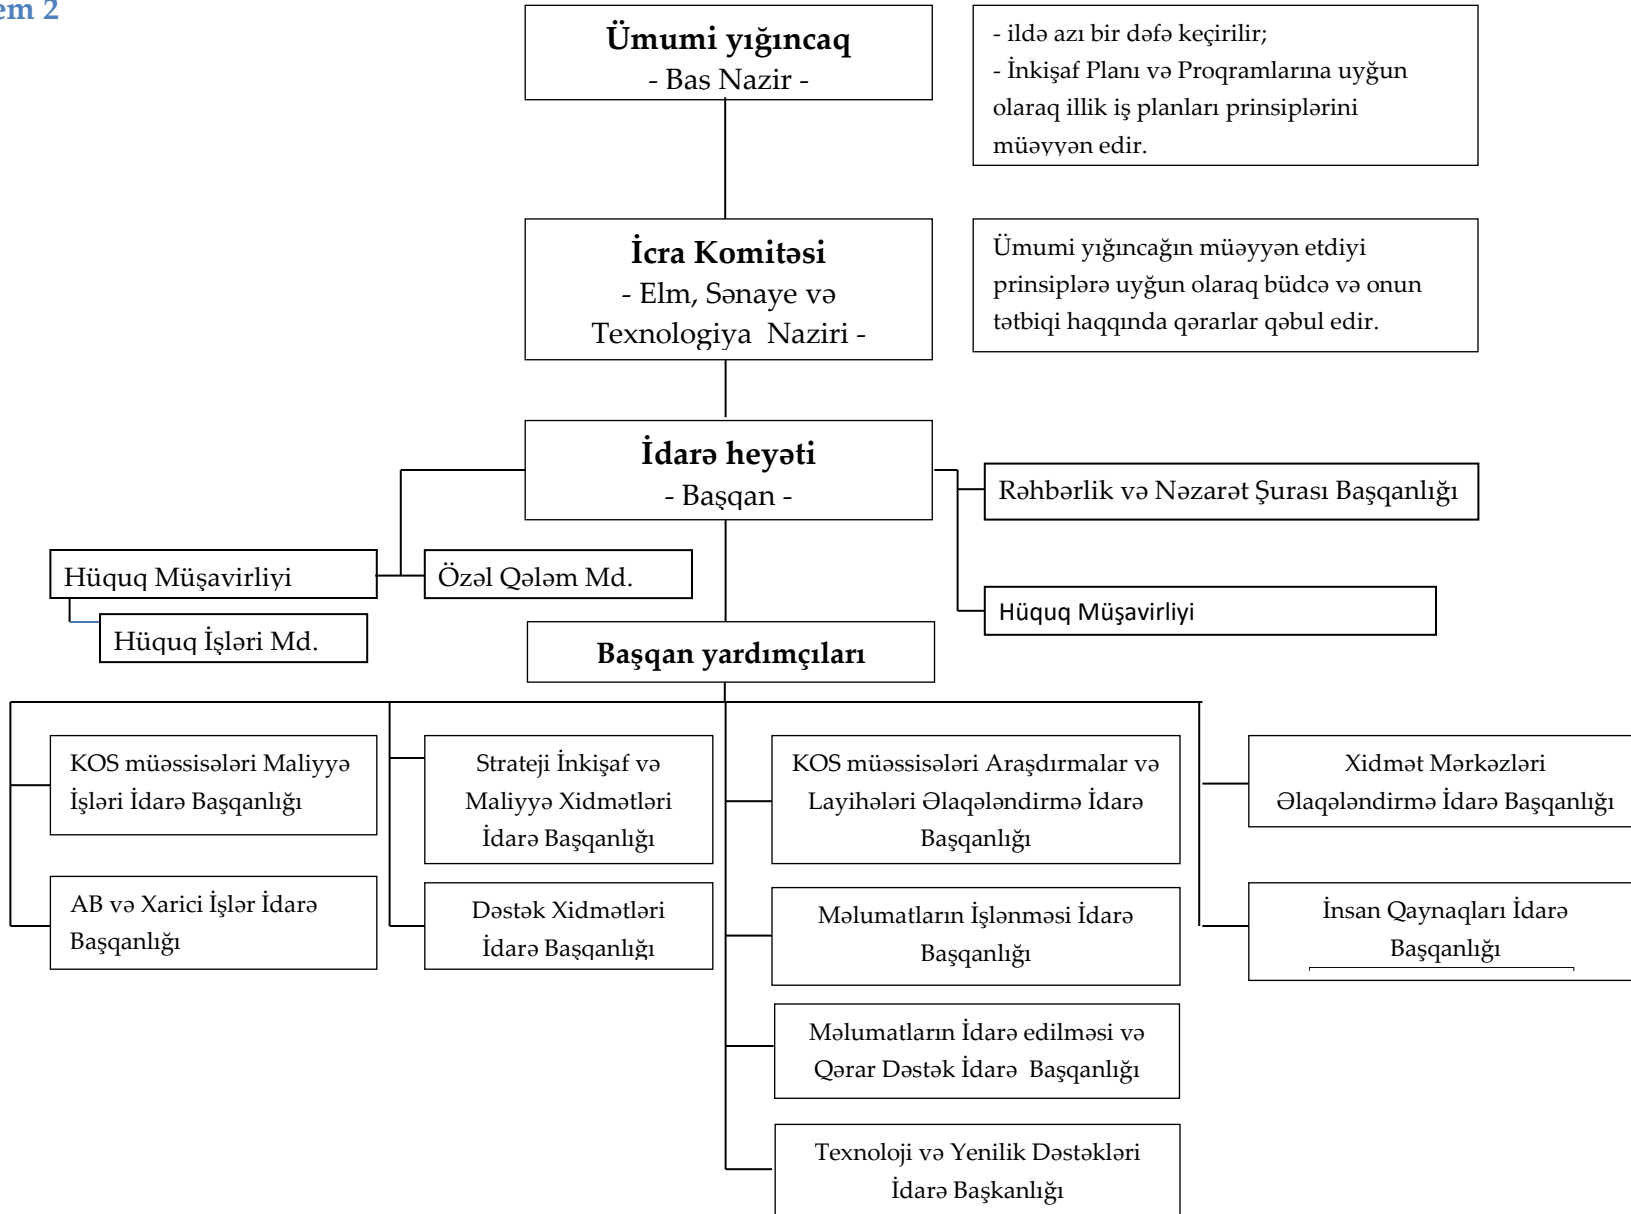 em 2
Ümumi yığıncaq
- Bas Nazir -
- ildə azı bir dəfə keçirilir;
- İnkişaf Planı və Proqramlarına uyğun
olaraq illik iş planları prinsiplərini
müəyyən edir.
İcra Komitəsi
- Elm, Sənaye və
Texnologiya Naziri -
Ümumi yığıncağın müəyyən etdiyi
prinsiplərə uyğun olaraq büdcə və onun
tətbiqi haqqında qərarlar qəbul edir.
İdarə heyəti
- Başqan -
Rəhbərlik və Nəzarət Şurası Başqanlığı
Hüquq Müşavirliyi
Özəl Qələm Md.
Hüquq Müşavirliyi
Hüquq İşləri Md.
Başqan yardımçıları
KOS müəssisələri Maliyyə
İşləri İdarə Başqanlığı
Strateji İnkişaf və
Maliyyə Xidmətləri
İdarə Başqanlığı
KOS müəssisələri Araşdırmalar və
Layihələri Əlaqələndirmə İdarə
Başqanlığı
Xidmət Mərkəzləri
Əlaqələndirmə İdarə Başqanlığı
AB və Xarici İşlər İdarə
Başqanlığı
Dəstək Xidmətləri
İdarə Başqanlığı
Məlumatların İşlənməsi İdarə
Başqanlığı
İnsan Qaynaqları İdarə
Başqanlığı
Məlumatların İdarə edilməsi və
Qərar Dəstək İdarə Başqanlığı
Texnoloji və Yenilik Dəstəkləri
İdarə Başkanlığı